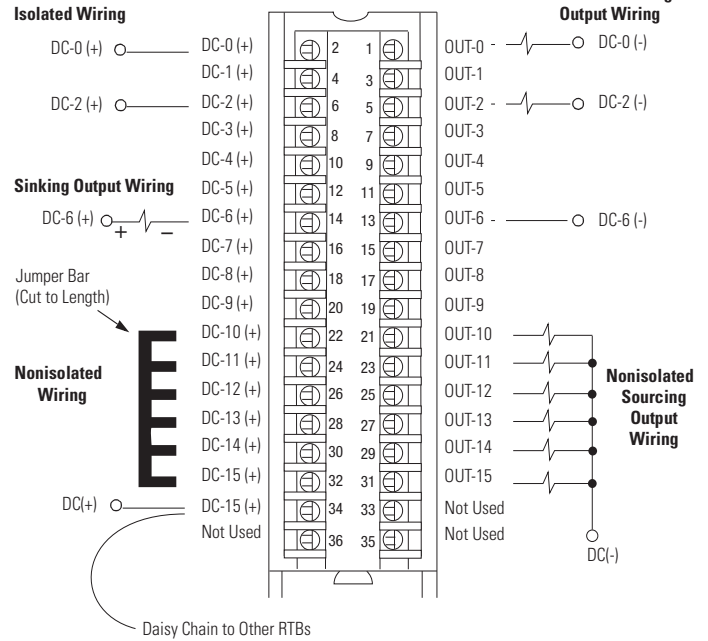 Isolated Wiring
Output Wiring
DC-0 (+) DC-0 (+) 2 1 OUT-0 DC-0 (-)
DC-1 (+) 4 3 OUT-1
DC-2 (+) DC-2 (+) 6 5 OUT-2 DC-2 (-)
DC-3 (+) 8 7 OUT-3
DC-4 (+) 10 9 OUT-4
Sinking Output Wiring
DC-5 (+) 12 11 OUT-5
DC-6 (+) + – DC-6 (+) 14 13 OUT-6 DC-6 (-)
DC-7 (+) 16 15 OUT-7
Jumper Bar
(Cut to Length)
DC-8 (+) 18 17 OUT-8
DC-9 (+) 20 19 OUT-9
DC-10 (+) 22 21 OUT-10
Nonisolated
Wiring
DC-11 (+) 24 23 OUT-11
DC-12 (+) 26 25 OUT-12
DC-13 (+) 28 27 OUT-13
DC-14 (+) 30 29 OUT-14
Nonisolated
Sourcing
Output
Wiring
DC-15 (+) 32 31 OUT-15
DC(+) DC-15 (+) 34 33 Not Used
Not Used 36 35 Not Used
DC(-)
Daisy Chain to Other RTBs